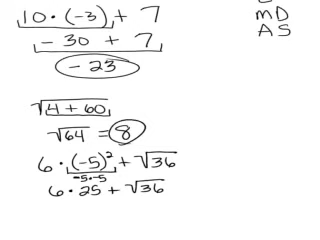 10 · (-3) + 7
MD
- 30 + 7
AS
- 23
√4 + 60
√64 = 8
6 · (-5)² + √36
-5·-5
6 · 25 + √36